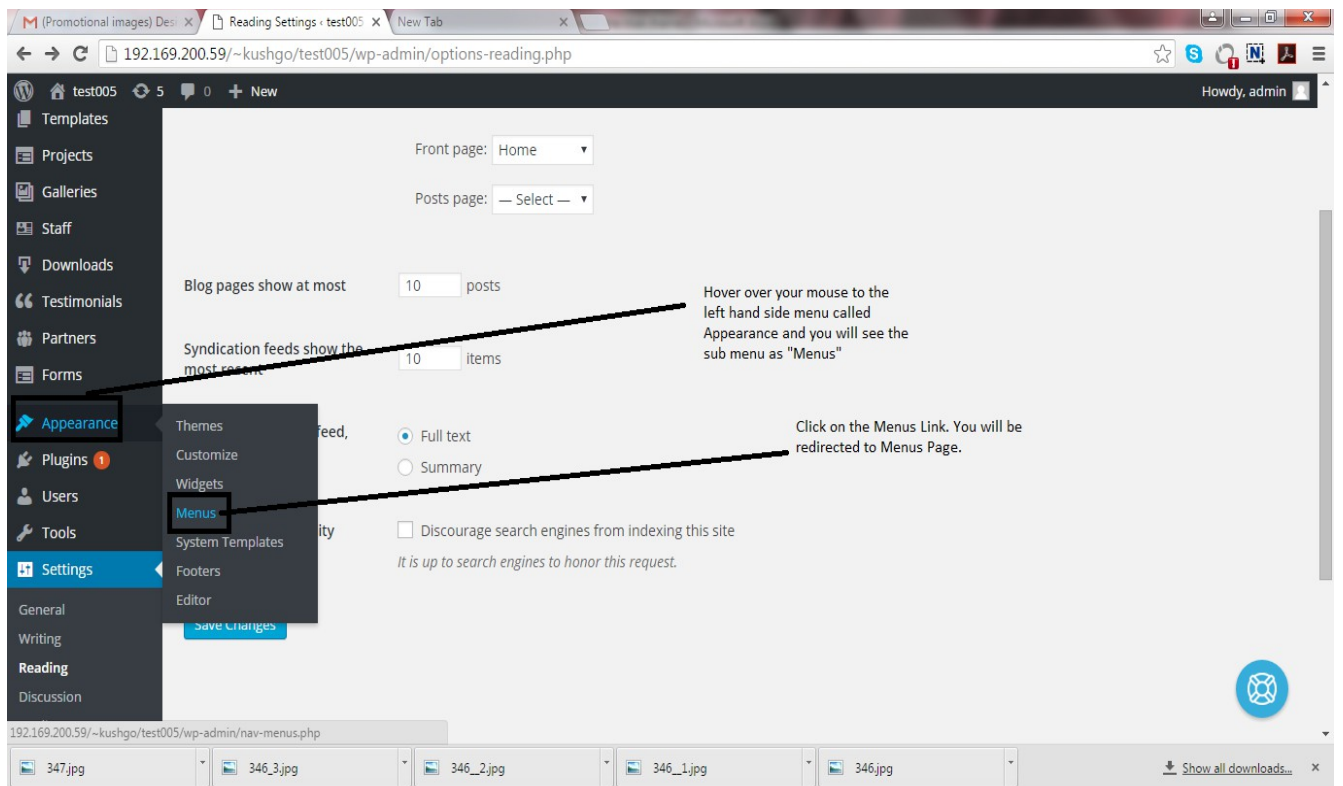 M (Promotional images) Des
Reading Settings ‹ test005
New Tab
192.169.200.59/~kushgo/test005/wp-admin/options-reading.php
test005 5 0 + New
Howdy, admin
Templates
Projects
Galleries
Staff
Downloads
Testimonials
Partners
Forms
Appearance
Plugins 1
Users
Tools
Settings
General
Writing
Reading
Discussion
Themes
Customize
Widgets
Menus
System Templates
Footers
Editor
Front page: Home
Posts page: — Select —
Blog pages show at most 10 posts
Syndication feeds show the
most recent
10 items
feed,
Full text
Summary
ity
Discourage search engines from indexing this site
It is up to search engines to honor this request.
Save Changes
Hover over your mouse to the
left hand side menu called
Appearance and you will see the
sub menu as "Menus"
Click on the Menus Link. You will be
redirected to Menus Page.
192.169.200.59/~kushgo/test005/wp-admin/nav-menus.php
347.jpg
346_3.jpg
346__2.jpg
346__1.jpg
346.jpg
Show all downloads...